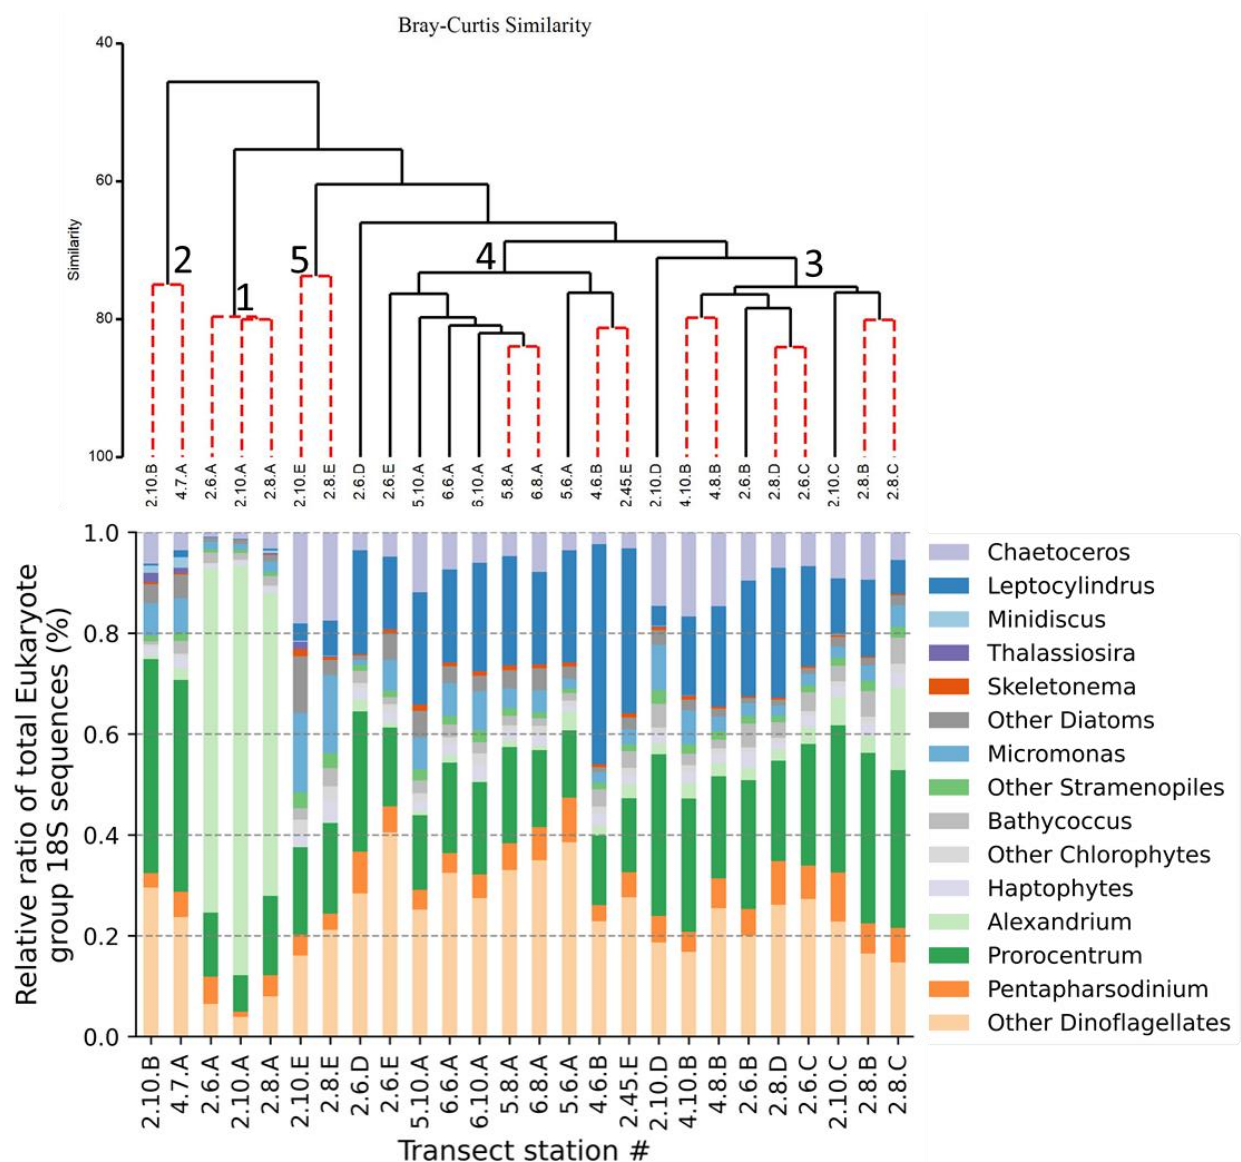 Bray-Curtis Similarity
40
60
80
100
Similarity
2
1
5
4
3
2.10.B
4.7.A
2.6.A
2.10.A
2.8.A
2.10.E
2.8.E
2.6.D
2.6.E
5.10.A
6.6.A
6.10.A
5.8.A
6.8.A
5.6.A
4.6.B
2.45.E
2.10.D
4.10.B
4.8.B
2.6.B
2.8.D
2.6.C
2.10.C
2.8.B
2.8.C
1.0
0.8
0.6
0.4
0.2
0.0
Relative ratio of total Eukaryote
group 18S sequences (%)
2.10.B
4.7.A
2.6.A
2.10.A
2.8.A
2.10.E
2.8.E
2.6.D
2.6.E
5.10.A
6.6.A
6.10.A
5.8.A
6.8.A
5.6.A
4.6.B
2.45.E
2.10.D
4.10.B
4.8.B
2.6.B
2.8.D
2.6.C
2.10.C
2.8.B
2.8.C
Transect station #
Chaetoceros
Leptocylindrus
Minidiscus
Thalassiosira
Skeletonema
Other Diatoms
Micromonas
Other Stramenopiles
Bathycoccus
Other Chlorophytes
Haptophytes
Alexandrium
Prorocentrum
Pentapharsodinium
Other Dinoflagellates